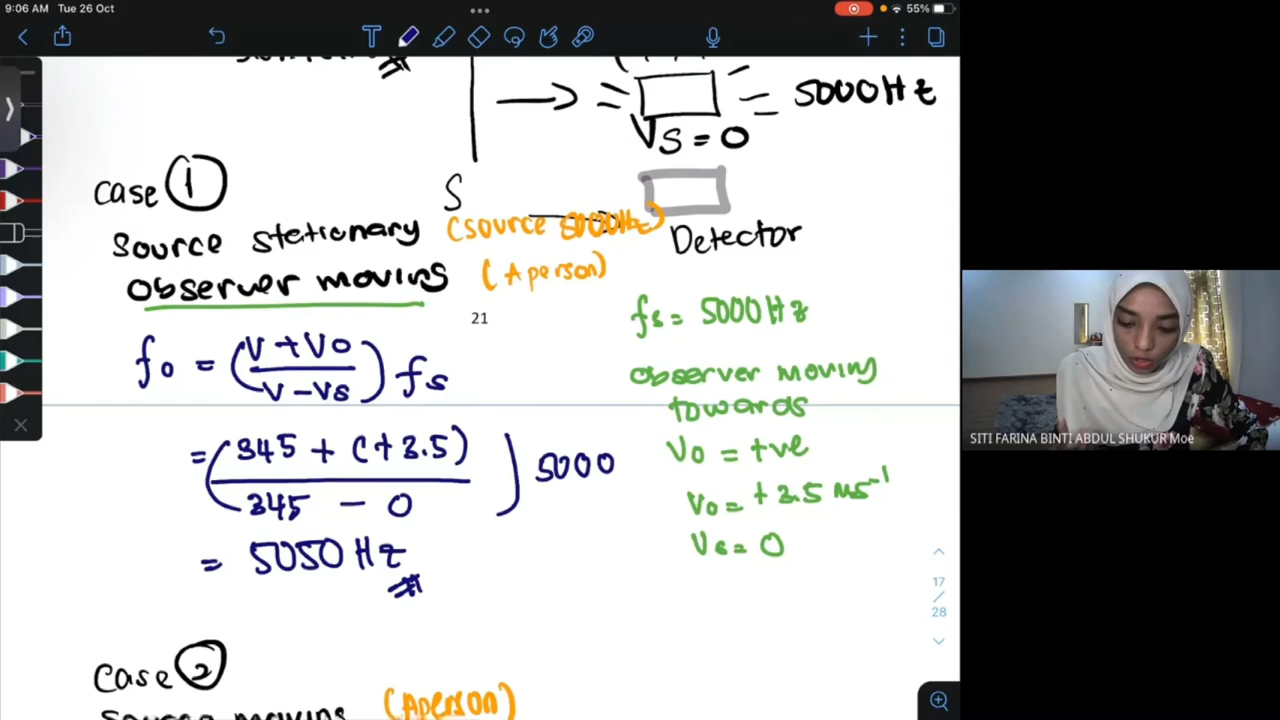 9:06 AM Tue 26 Oct
55%
5000Hz
Vs = 0
Case 1
S
source stationary (source 5000Hz)
Detector
observer moving (A person)
21
fs = 5000Hz
fo = (V + Vo / V - Vs) fs
observer moving
towards
= (345 + (+3.5) / 345 - 0) 5000
Vo = +ve
Vo = +3.5 ms⁻¹
Vs = 0
= 5050 Hz
17
/
28
Case 2
source moving (A person)
SITI FARINA BINTI ABDUL SHUKUR Moe